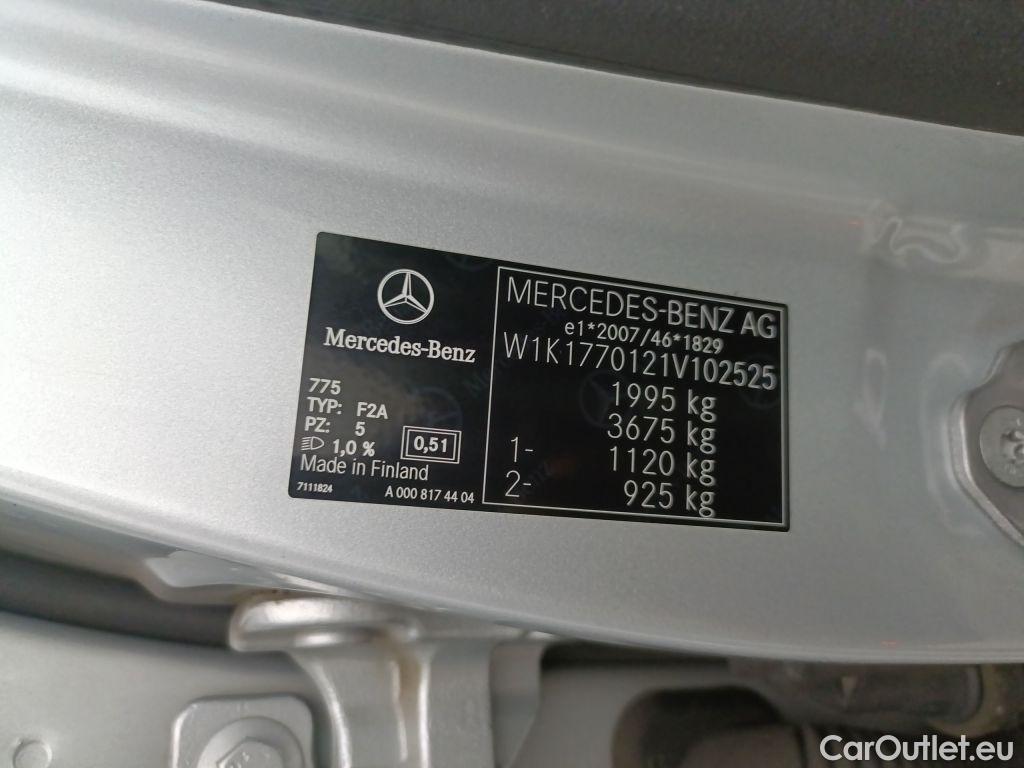 Mercedes-Benz
775
TYP: F2A
PZ: 5
1,0 %
0,51
Made in Finland
7111824 A 000 817 44 04
MERCEDES-BENZ AG
e1*2007/46*1829
W1K1770121V102525
1995 kg
3675 kg
1- 1120 kg
2- 925 kg
CarOutlet.eu